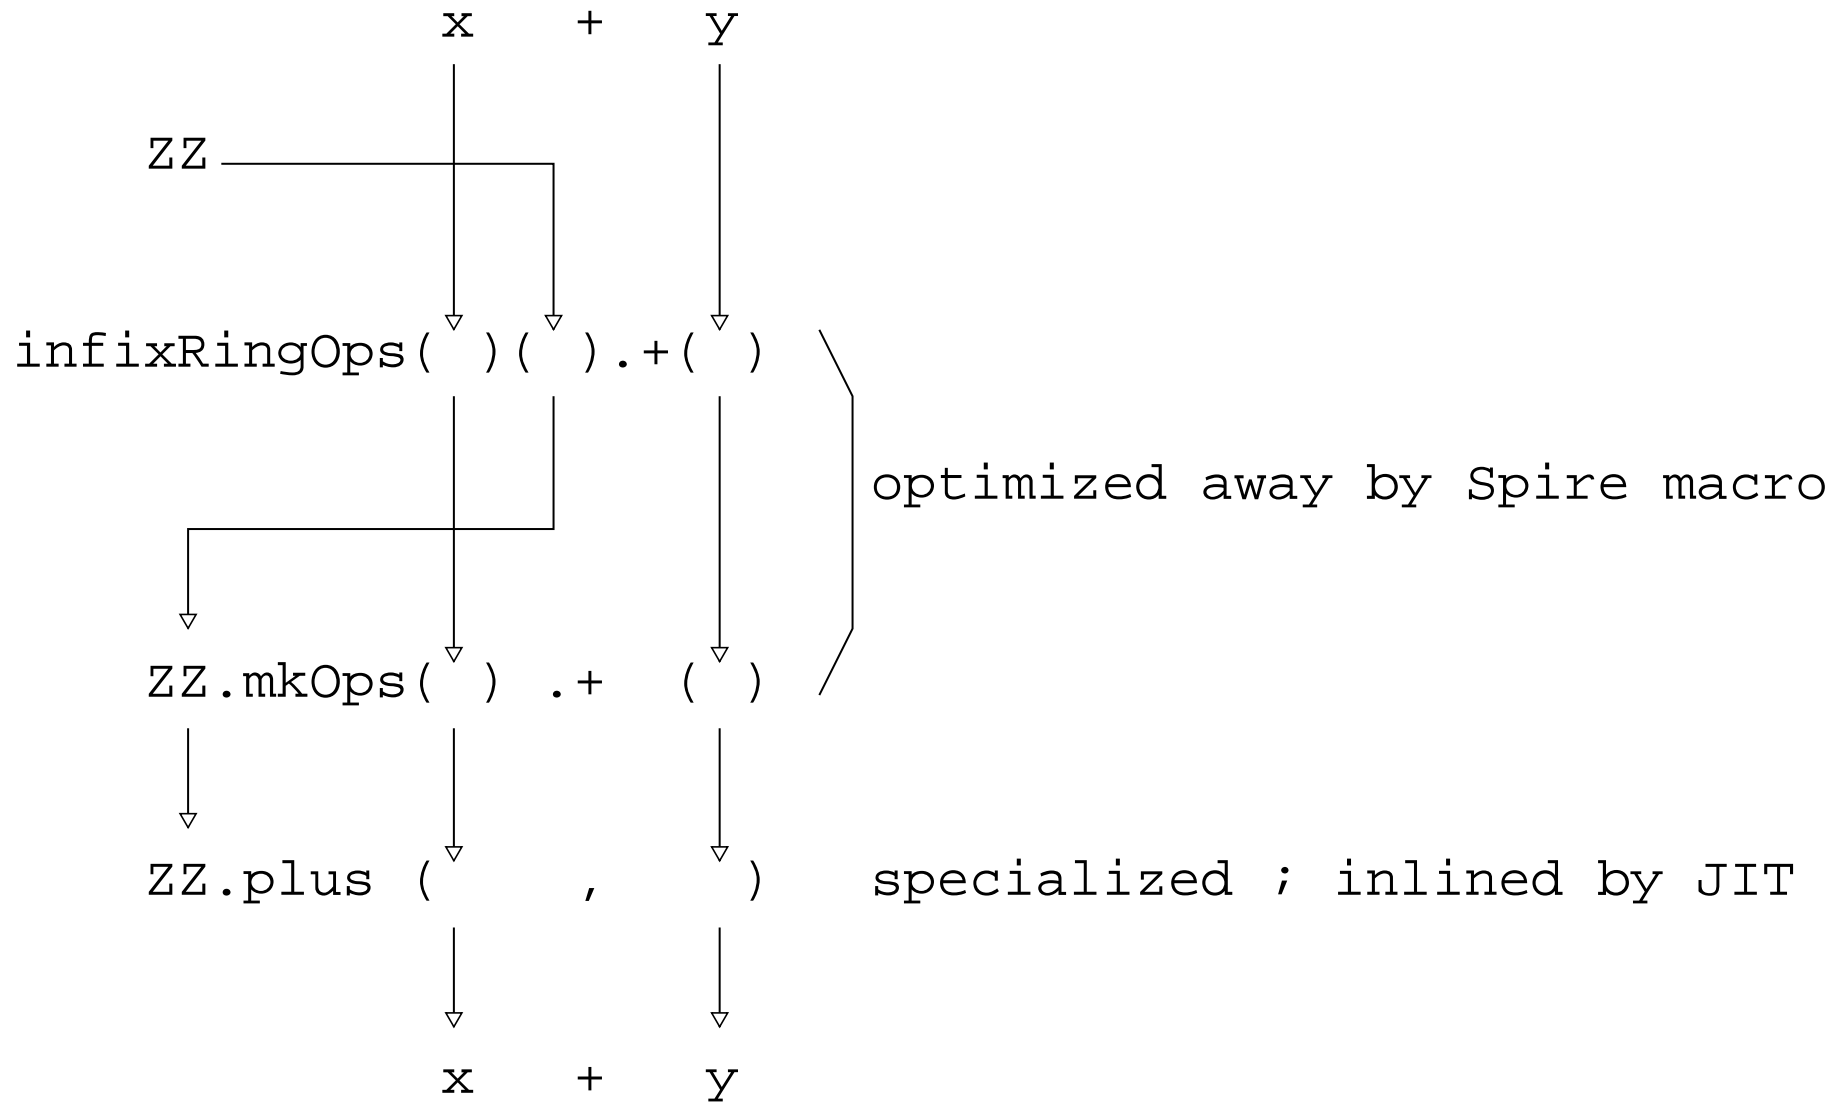 x + y
ZZ
infixRingOps( )( ).+( )
optimized away by Spire macro
ZZ.mkOps( ) .+ ( )
ZZ.plus ( , ) specialized ; inlined by JIT
x + y